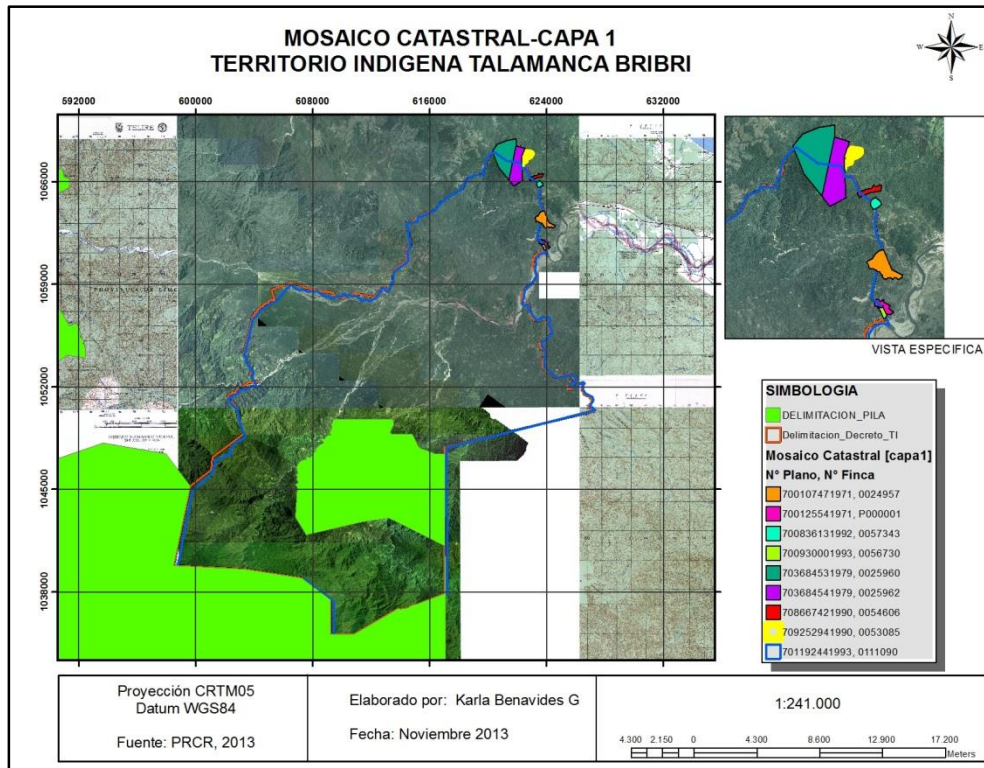 MOSAICO CATASTRAL-CAPA 1
TERRITORIO INDIGENA TALAMANCA BRIBRI
N
W E
S
592000 600000 608000 616000 624000 632000
TELIRE
1066000
1059000
1052000
1045000
1038000
VISTA ESPECIFICA
SIMBOLOGIA
DELIMITACION_PILA
Delimitacion_Decreto_TI
Mosaico Catastral [capa1]
N° Plano, N° Finca
700107471971, 0024957
700125541971, P000001
700836131992, 0057343
700930001993, 0056730
703684531979, 0025960
703684541979, 0025962
708667421990, 0054606
709252941990, 0053085
701192441993, 0111090
Proyección CRTM05
Datum WGS84
Fuente: PRCR, 2013
Elaborado por: Karla Benavides G
Fecha: Noviembre 2013
1:241.000
4.300 2.150 0 4.300 8.600 12.900 17.200
Meters